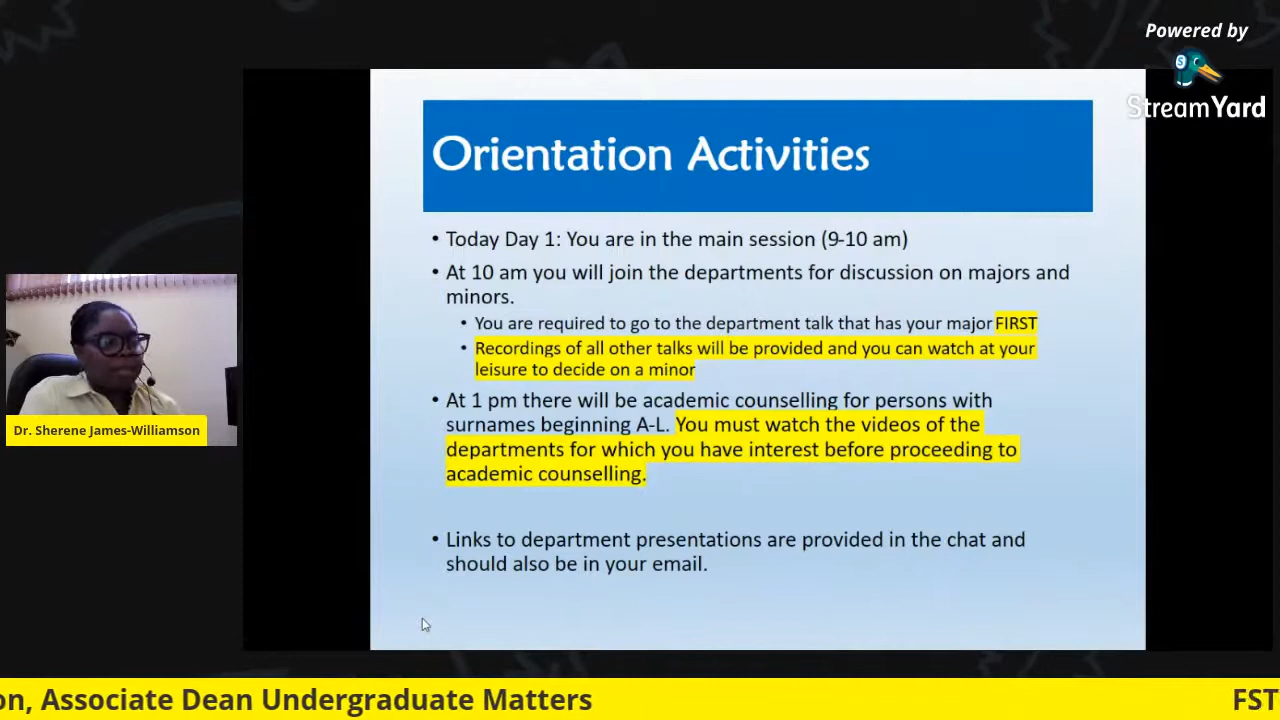 Powered by
StreamYard
Orientation Activities
• Today Day 1: You are in the main session (9-10 am)
• At 10 am you will join the departments for discussion on majors and
minors.
• You are required to go to the department talk that has your major FIRST
• Recordings of all other talks will be provided and you can watch at your
leisure to decide on a minor
• At 1 pm there will be academic counselling for persons with
surnames beginning A-L. You must watch the videos of the
departments for which you have interest before proceeding to
academic counselling.
• Links to department presentations are provided in the chat and
should also be in your email.
Dr. Sherene James-Williamson
on, Associate Dean Undergraduate Matters
FST